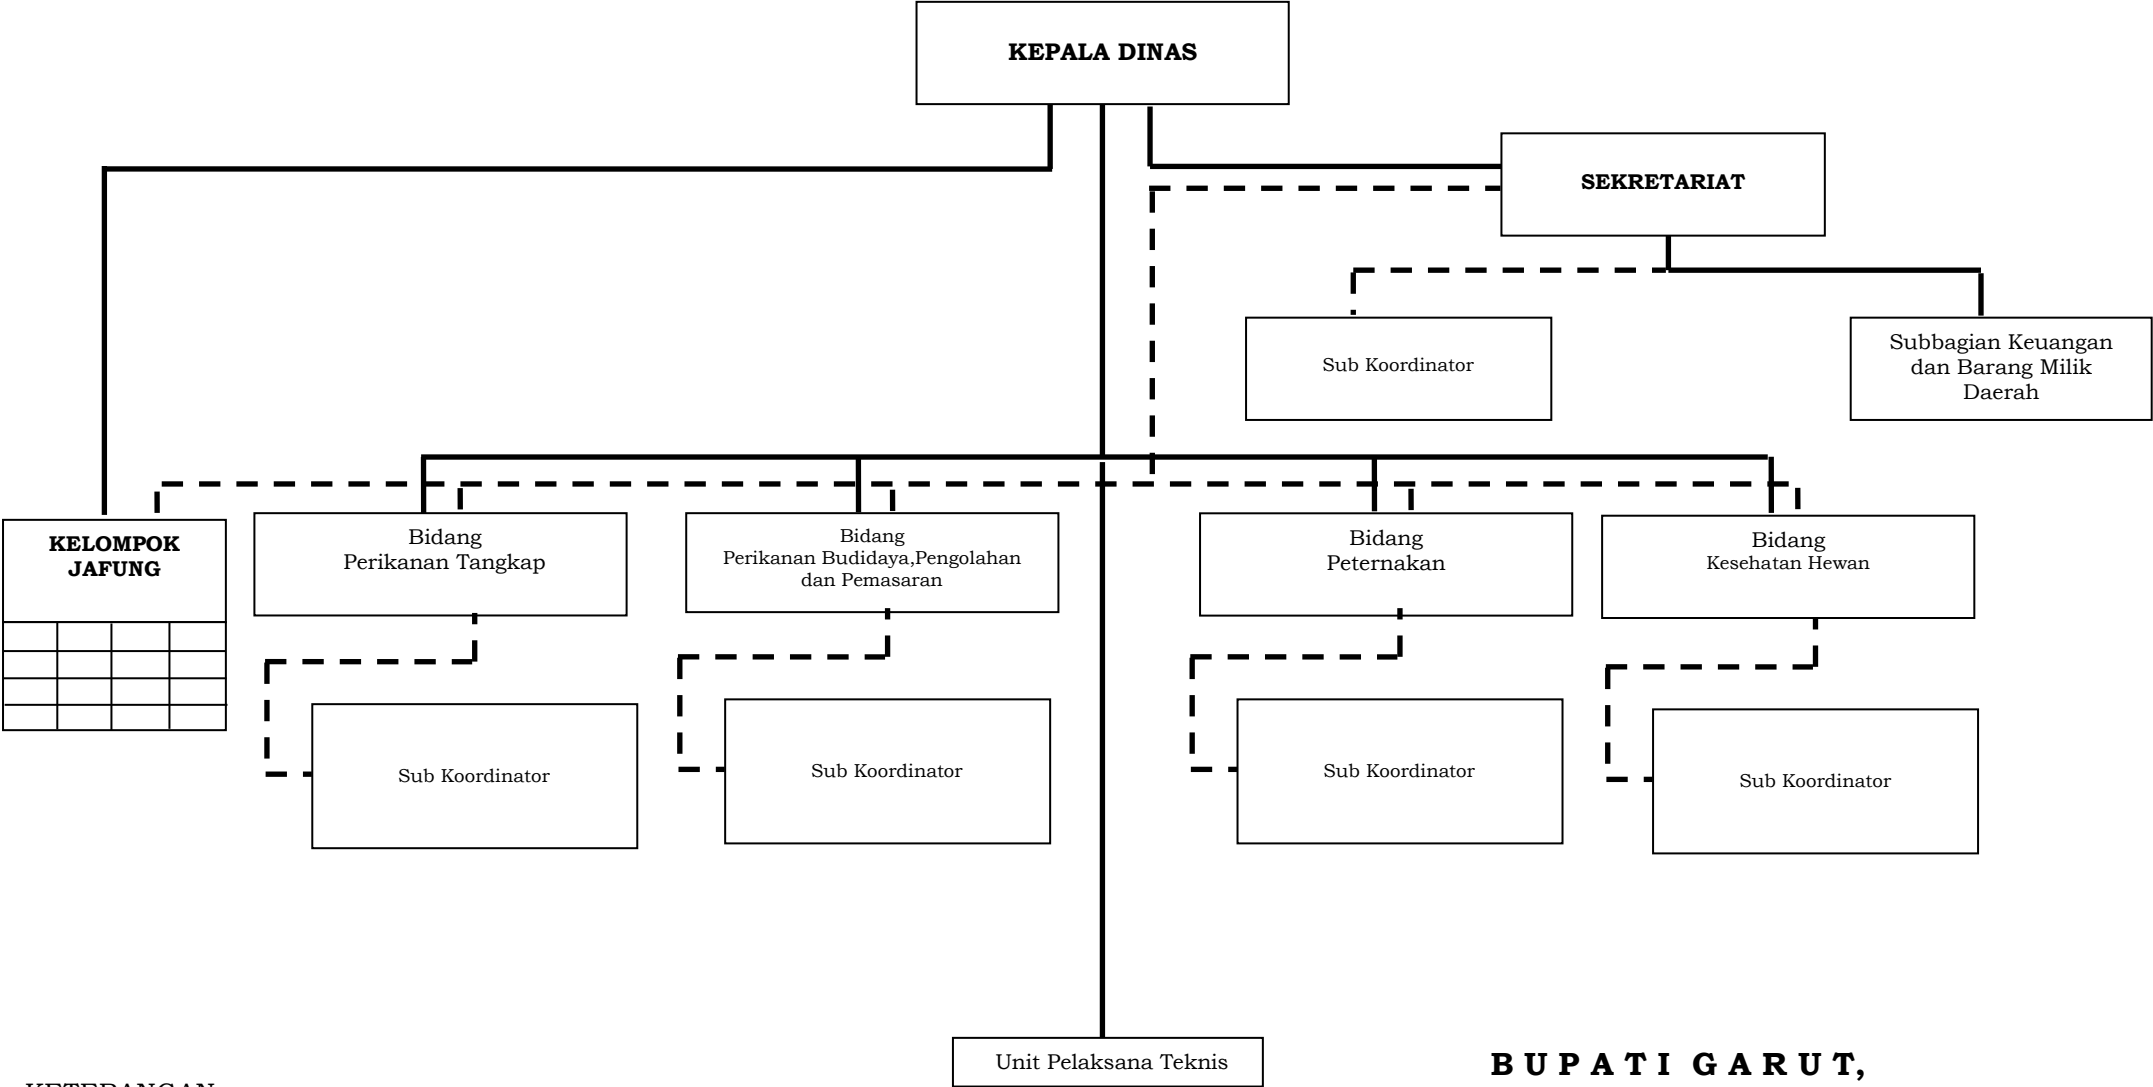 KEPALA DINAS
SEKRETARIAT
Sub Koordinator
Subbagian Keuangan
dan Barang Milik
Daerah
KELOMPOK
JAFUNG
Bidang
Perikanan Tangkap
Bidang
Perikanan Budidaya,Pengolahan
dan Pemasaran
Bidang
Peternakan
Bidang
Kesehatan Hewan
Sub Koordinator
Sub Koordinator
Sub Koordinator
Sub Koordinator
Unit Pelaksana Teknis
B U P A T I G A R U T,
KETERANGAN